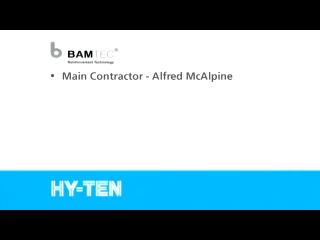 BAMTEC®
Reinforcement Technology
• Main Contractor - Alfred McAlpine
HY-TEN